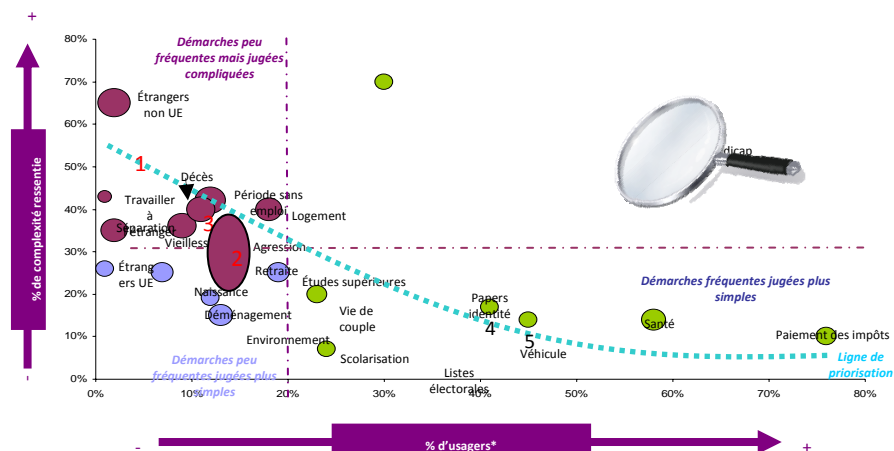 +
% de complexité ressentie
-
80%
70%
60%
50%
40%
30%
20%
10%
0%
Démarches peu
fréquentes mais jugées
compliquées
Étrangers
non UE
1
Décès
Travailler
à
l'étranger
Séparation
3
Période sans
emploi
Logement
Vieilless
2
Agression
dicap
Étrang
ers UE
Retraite
Naissance
Déménagement
Études supérieures
Vie de
couple
Environnement
Scolarisation
Démarches peu
fréquentes jugées plus
simples
Démarches fréquentes jugées plus
simples
Papers
identité
4
5
Véhicule
Santé
Paiement des impôts
Listes
électorales
Ligne de
priorisation
0%
10%
20%
30%
40%
50%
60%
70%
80%
-
% d'usagers*
+